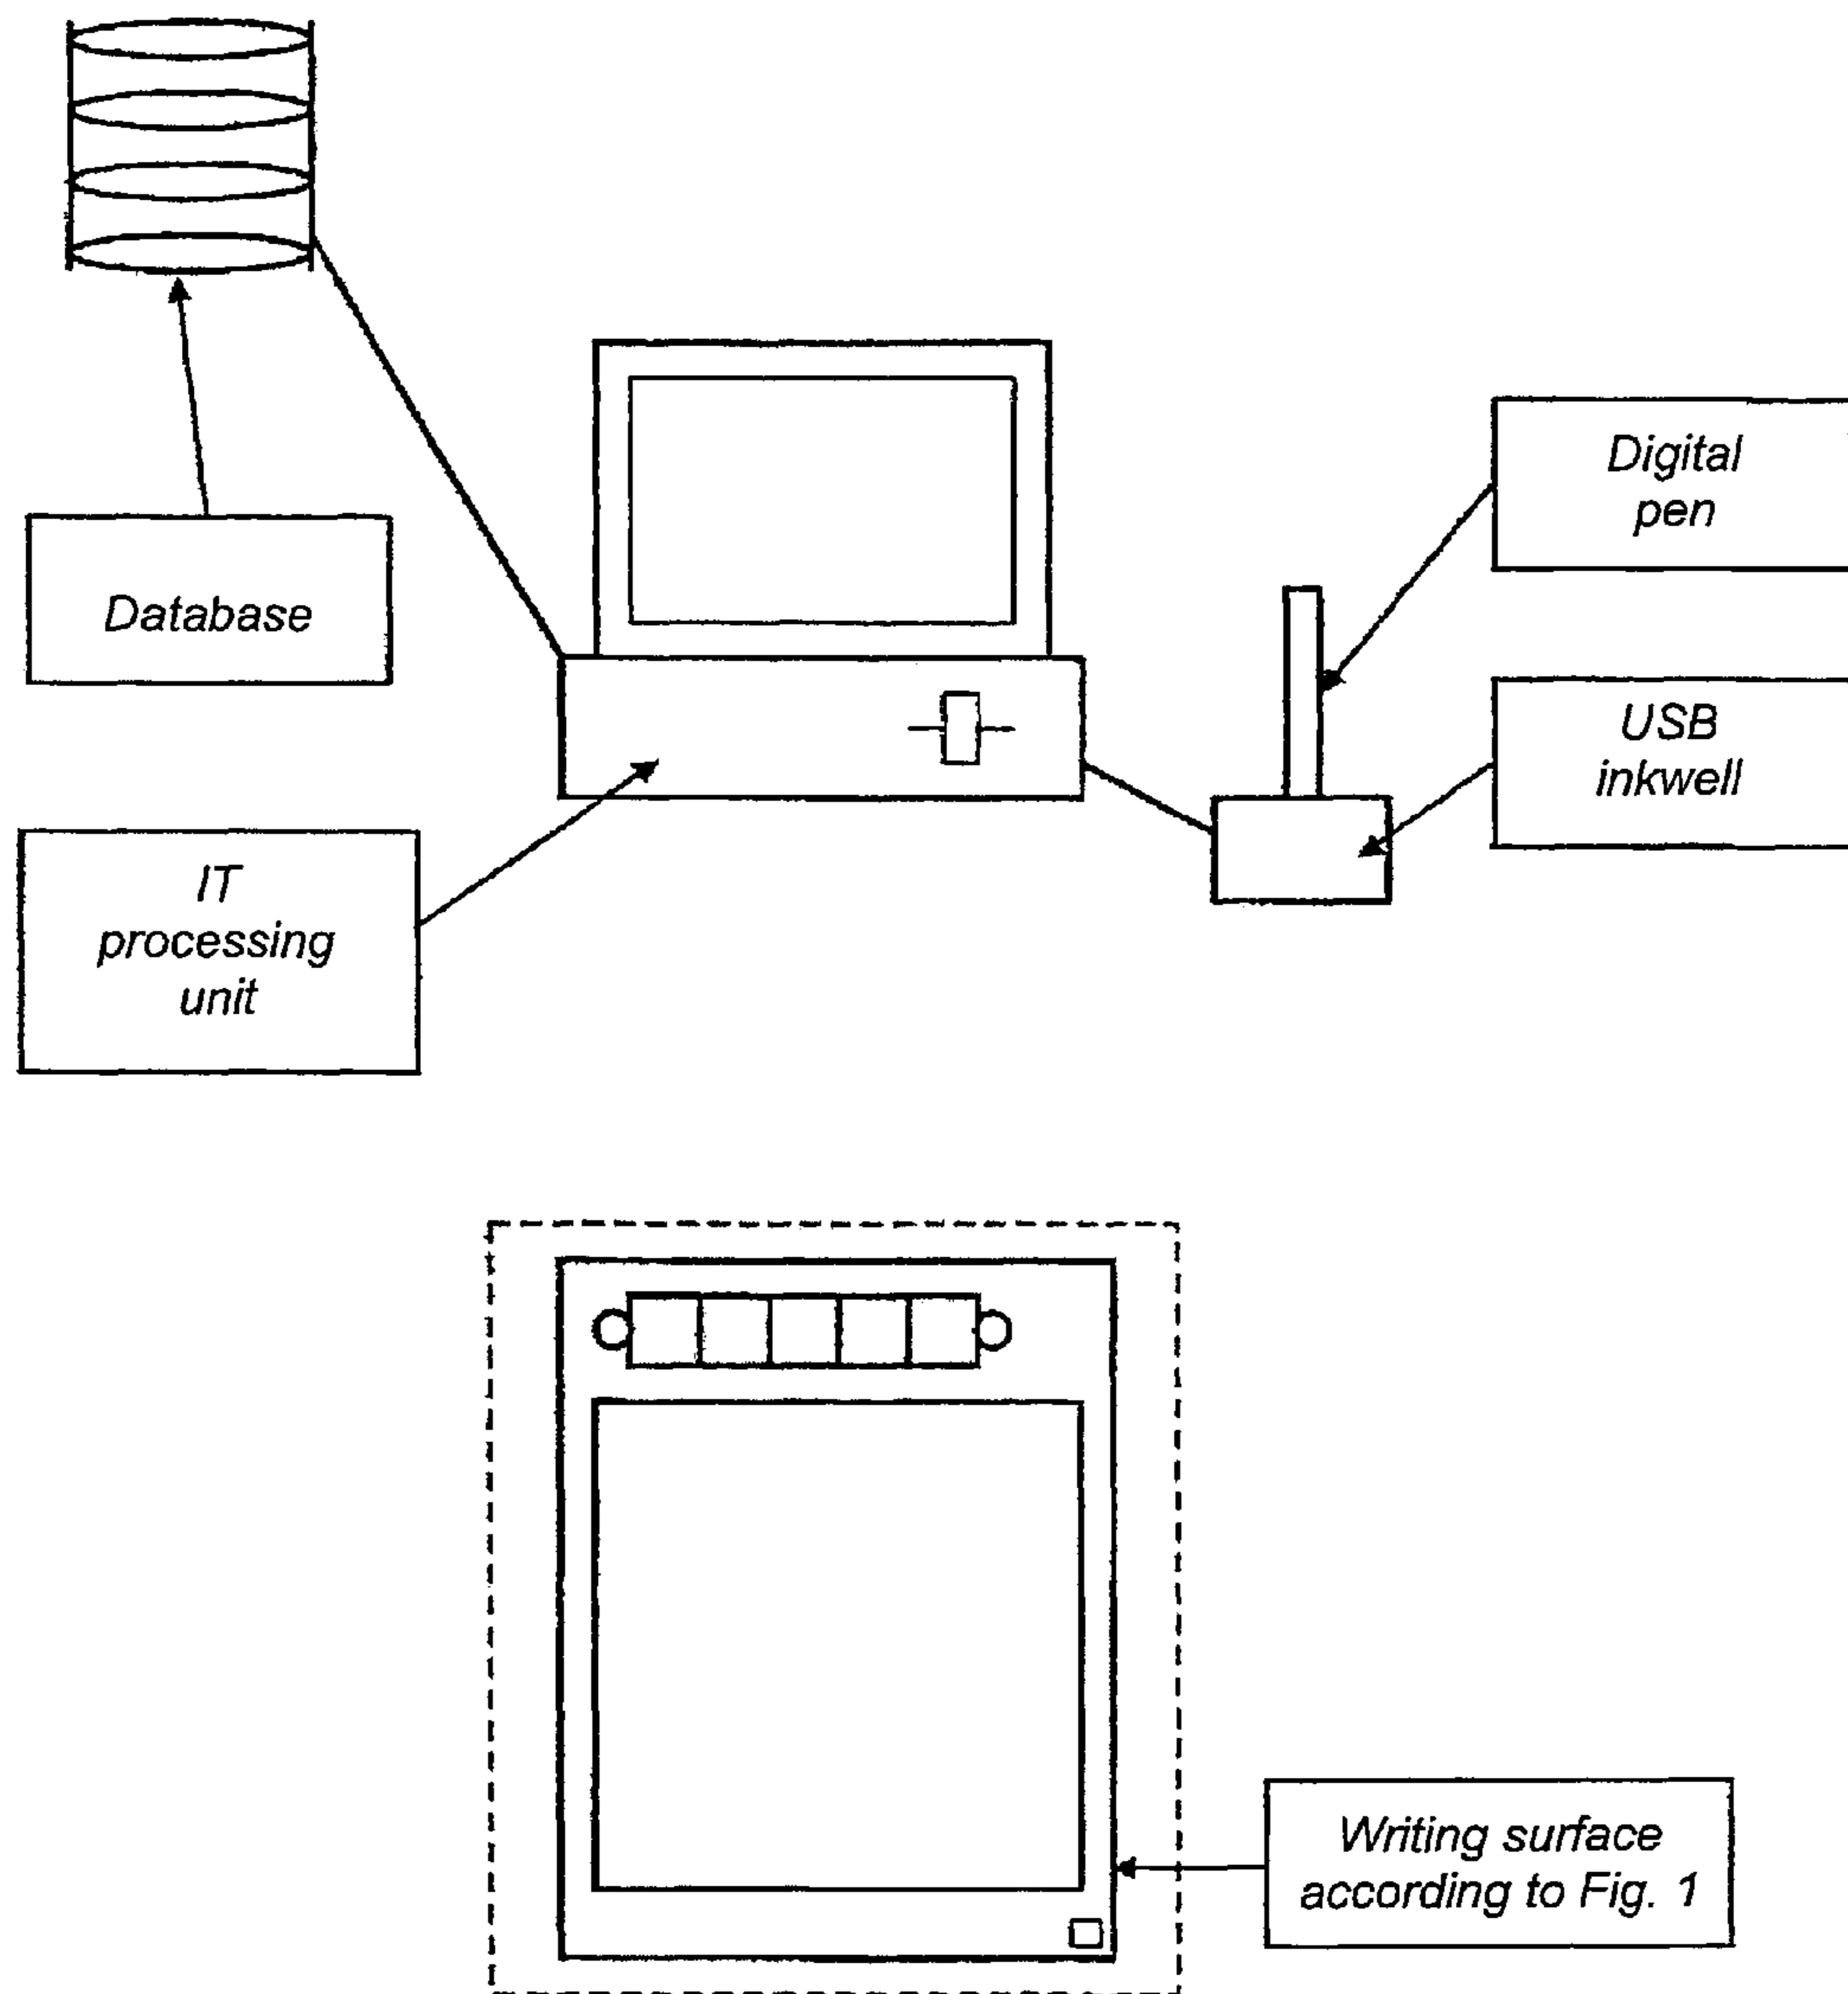 Digital
pen
Database
USB
inkwell
IT
processing
unit
Writing surface
according to Fig. 1